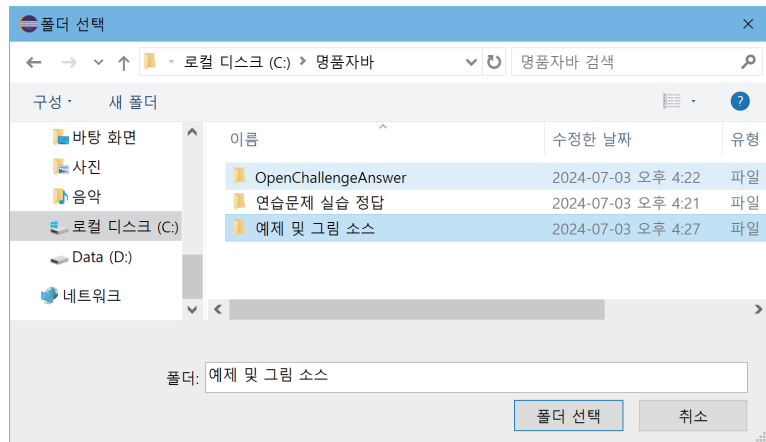 폴더 선택
로컬 디스크 (C:) > 명품자바
명품자바 검색
구성
새 폴더
바탕 화면
사진
음악
로컬 디스크 (C:)
Data (D:)
네트워크
이름 수정한 날짜 유형
OpenChallengeAnswer 2024-07-03 오후 4:22 파일
연습문제 실습 정답 2024-07-03 오후 4:21 파일
예제 및 그림 소스 2024-07-03 오후 4:27 파일
폴더: 예제 및 그림 소스
폴더 선택 취소